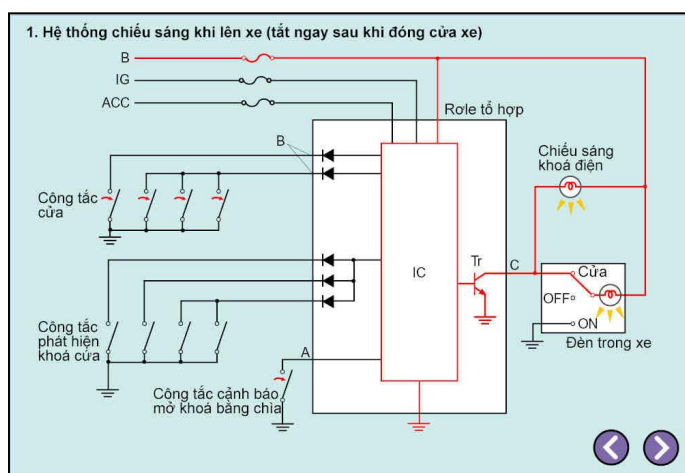 1. Hệ thống chiếu sáng khi lên xe (tắt ngay sau khi đóng cửa xe)
B
IG
ACC
Rơle tổ hợp
B
Chiếu sáng
khoá điện
Công tắc
cửa
IC
Tr
C
Cửa
OFF
ON
Đèn trong xe
Công tắc
phát hiện
khoá cửa
A
Công tắc cảnh báo
mở khoá bằng chìa